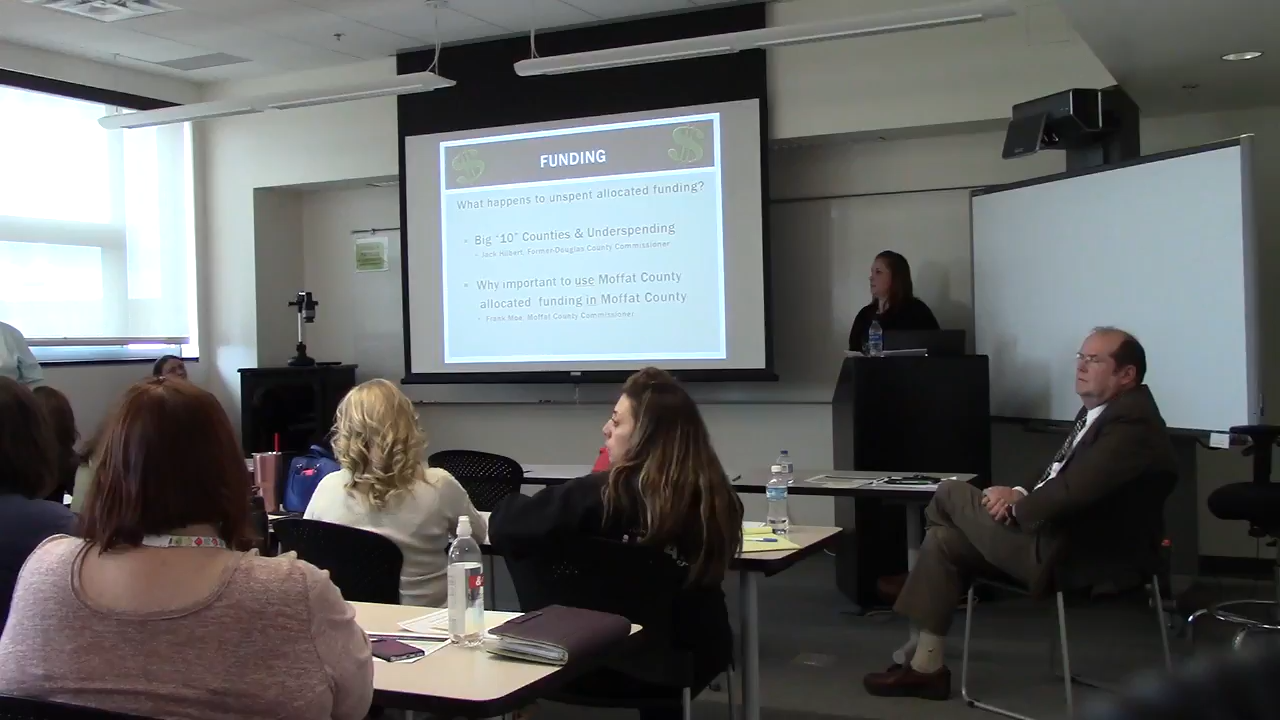 FUNDING
What happens to unspent allocated funding?
Big "10" Counties & Underspending
Jack Hilbert, Former-Douglas County Commissioner
Why important to use Moffat County
allocated funding in Moffat County
Frank Moe, Moffat County Commissioner